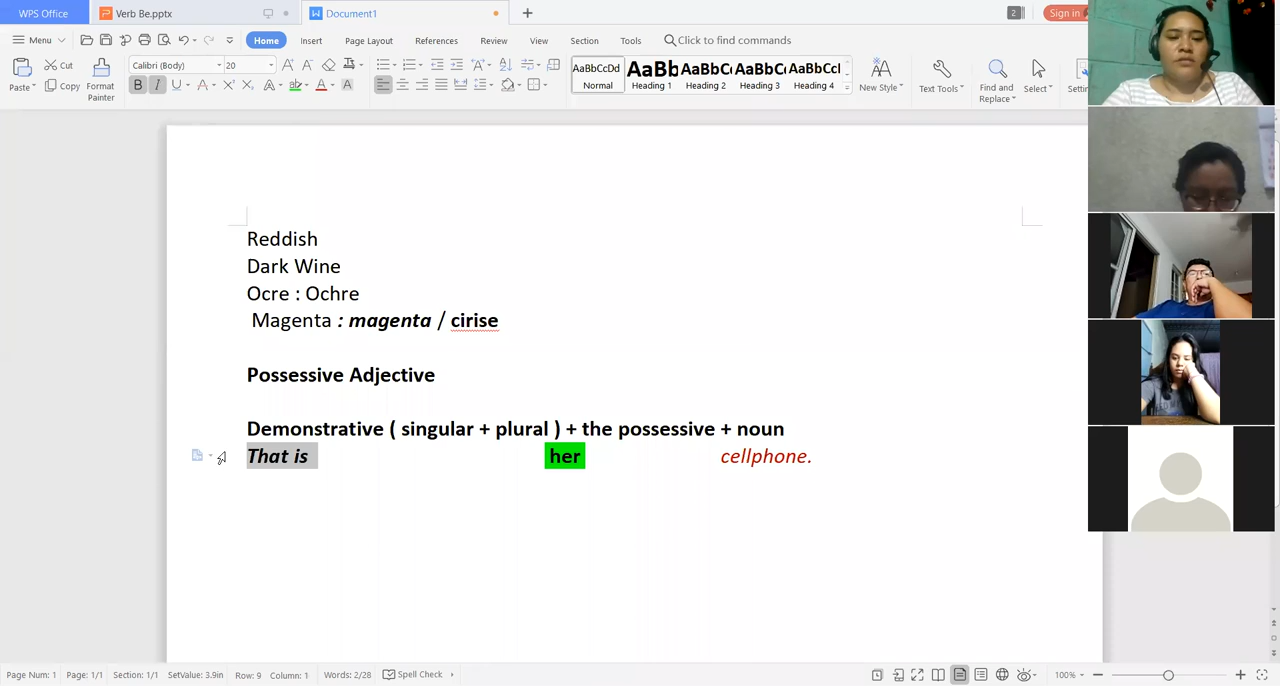 WPS Office Verb Be.pptx Document1 2 Sign in
Menu Home Insert Page Layout References Review View Section Tools Click to find commands
Paste Cut Copy Format Painter Calibri (Body) 20 AaBbCcDd Normal AaBb Heading 1 AaBbC Heading 2 AaBbC Heading 3 AaBbCcI Heading 4 New Style Text Tools Find and Replace Select
Reddish
Dark Wine
Ocre : Ochre
Magenta : magenta / cirise
Possessive Adjective
Demonstrative ( singular + plural ) + the possessive + noun
That is her cellphone.
Page Num: 1 Page: 1/1 Section: 1/1 SetValue: 3.9in Row: 9 Column: 1 Words: 2/28 Spell Check 100%